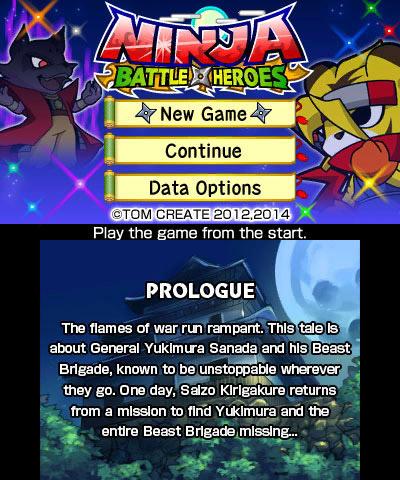 NINJA
BATTLE HEROES
New Game
Continue
Data Options
©TOM CREATE 2012,2014
Play the game from the start.
PROLOGUE
The flames of war run rampant. This tale is
about General Yukimura Sanada and his Beast
Brigade, known to be unstoppable wherever
they go. One day, Saizo Kirigakure returns
from a mission to find Yukimura and the
entire Beast Brigade missing...